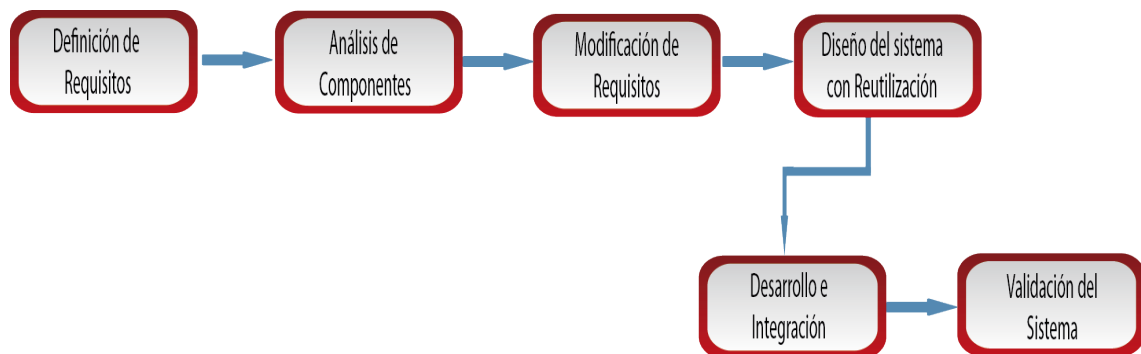 Definición de
Requisitos
Análisis de
Componentes
Modificación de
Requisitos
Diseño del sistema
con Reutilización
Desarrollo e
Integración
Validación del
Sistema